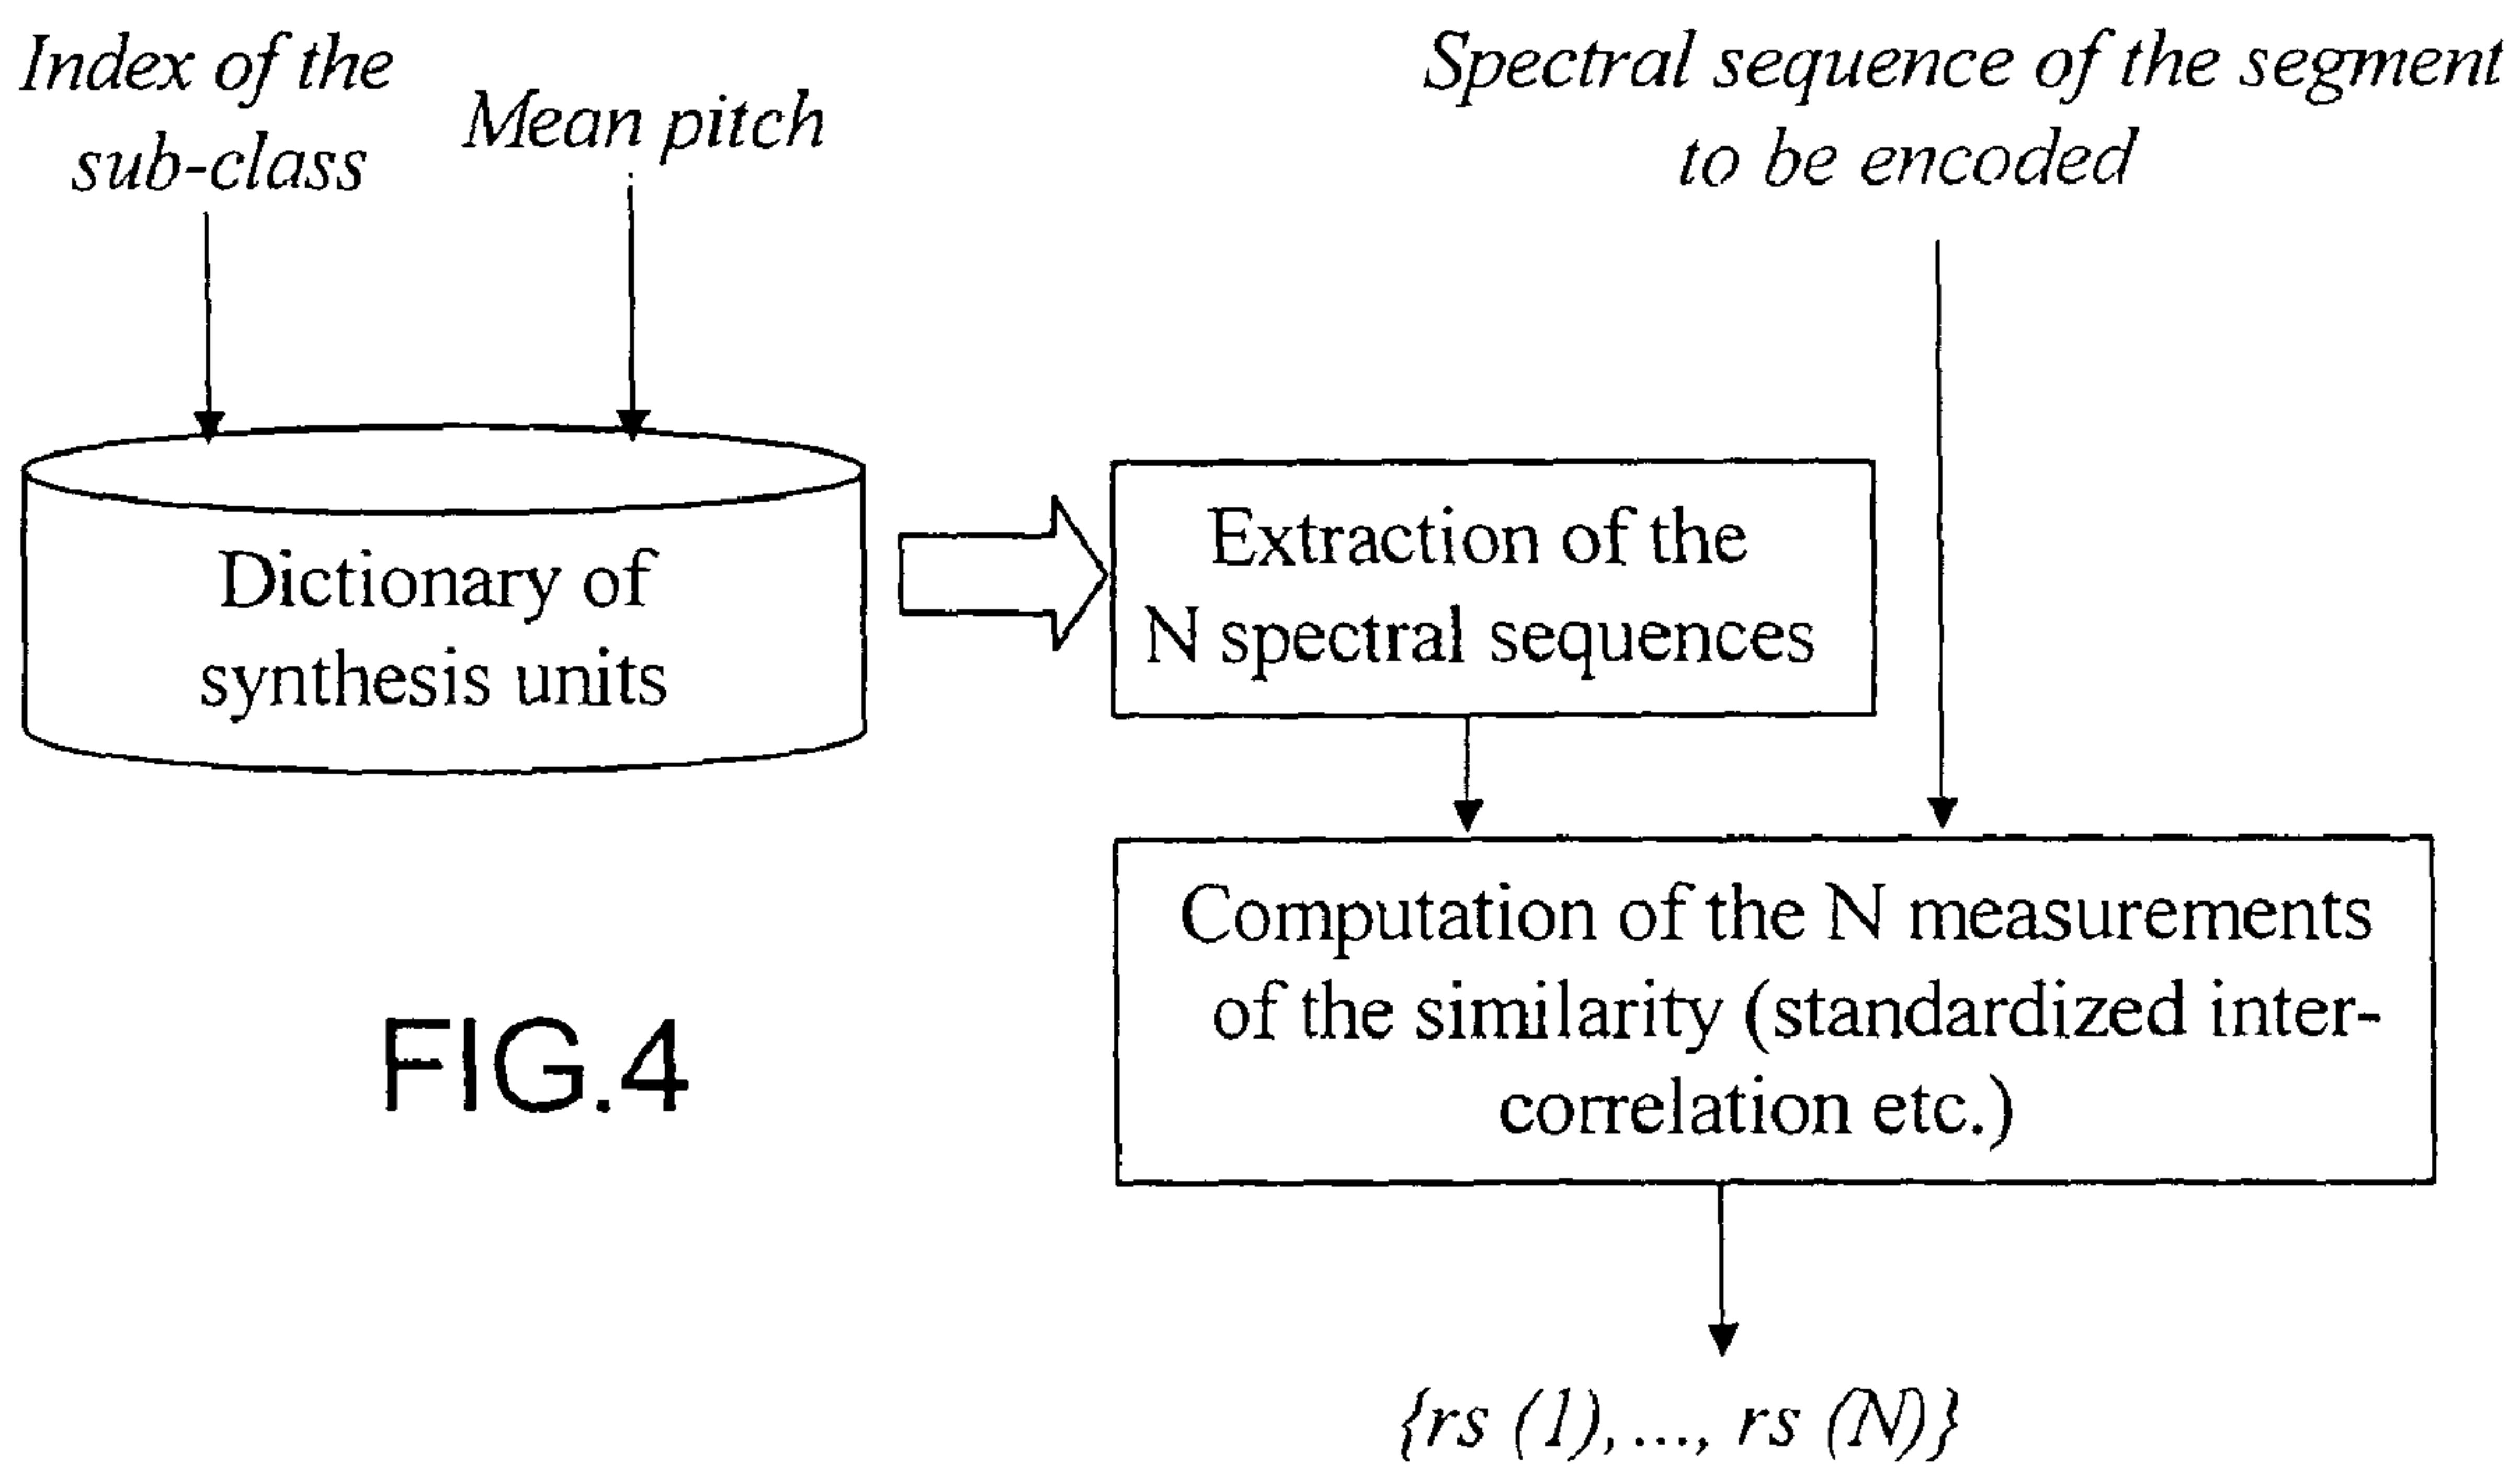 Index of the
sub-class
Mean pitch
Spectral sequence of the segment
to be encoded
Dictionary of
synthesis units
Extraction of the
N spectral sequences
Computation of the N measurements
of the similarity (standardized inter-
correlation etc.)
FIG.4
{rs (1), ..., rs (N)}